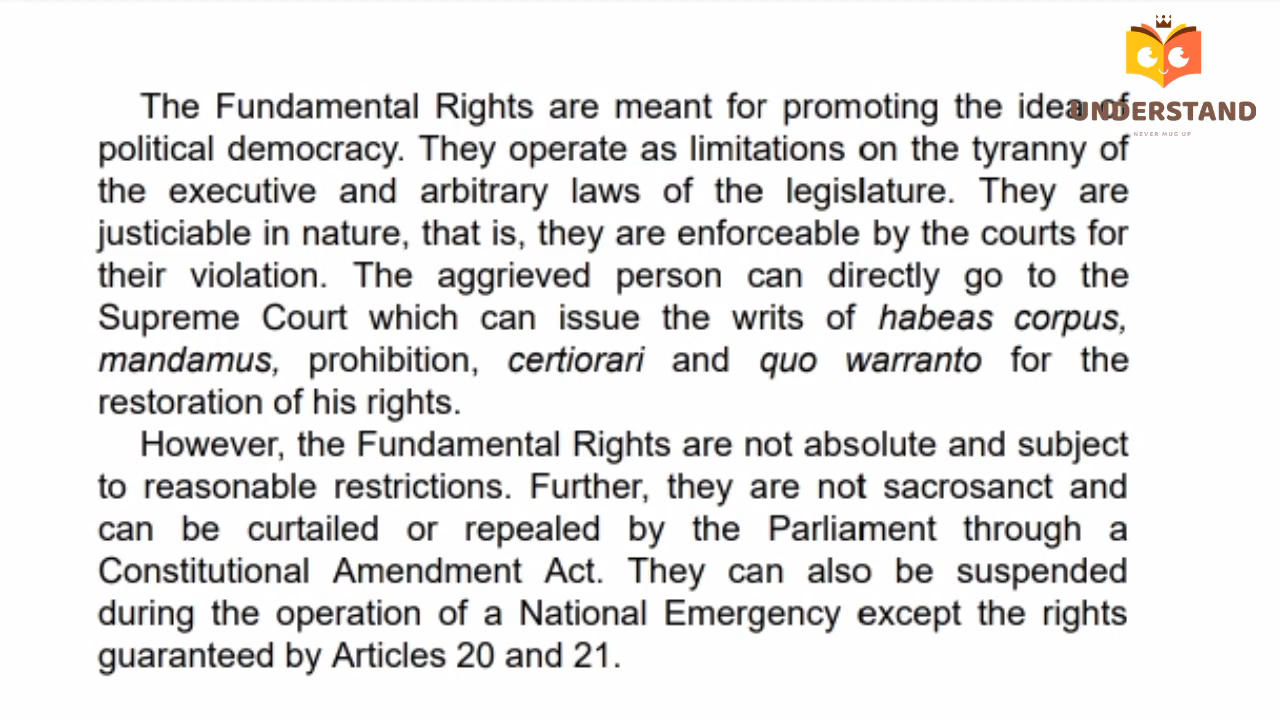 The Fundamental Rights are meant for promoting the idea of
political democracy. They operate as limitations on the tyranny of
the executive and arbitrary laws of the legislature. They are
justiciable in nature, that is, they are enforceable by the courts for
their violation. The aggrieved person can directly go to the
Supreme Court which can issue the writs of habeas corpus,
mandamus, prohibition, certiorari and quo warranto for the
restoration of his rights.
However, the Fundamental Rights are not absolute and subject
to reasonable restrictions. Further, they are not sacrosanct and
can be curtailed or repealed by the Parliament through a
Constitutional Amendment Act. They can also be suspended
during the operation of a National Emergency except the rights
guaranteed by Articles 20 and 21.
UNDERSTAND
NEVER MUG UP